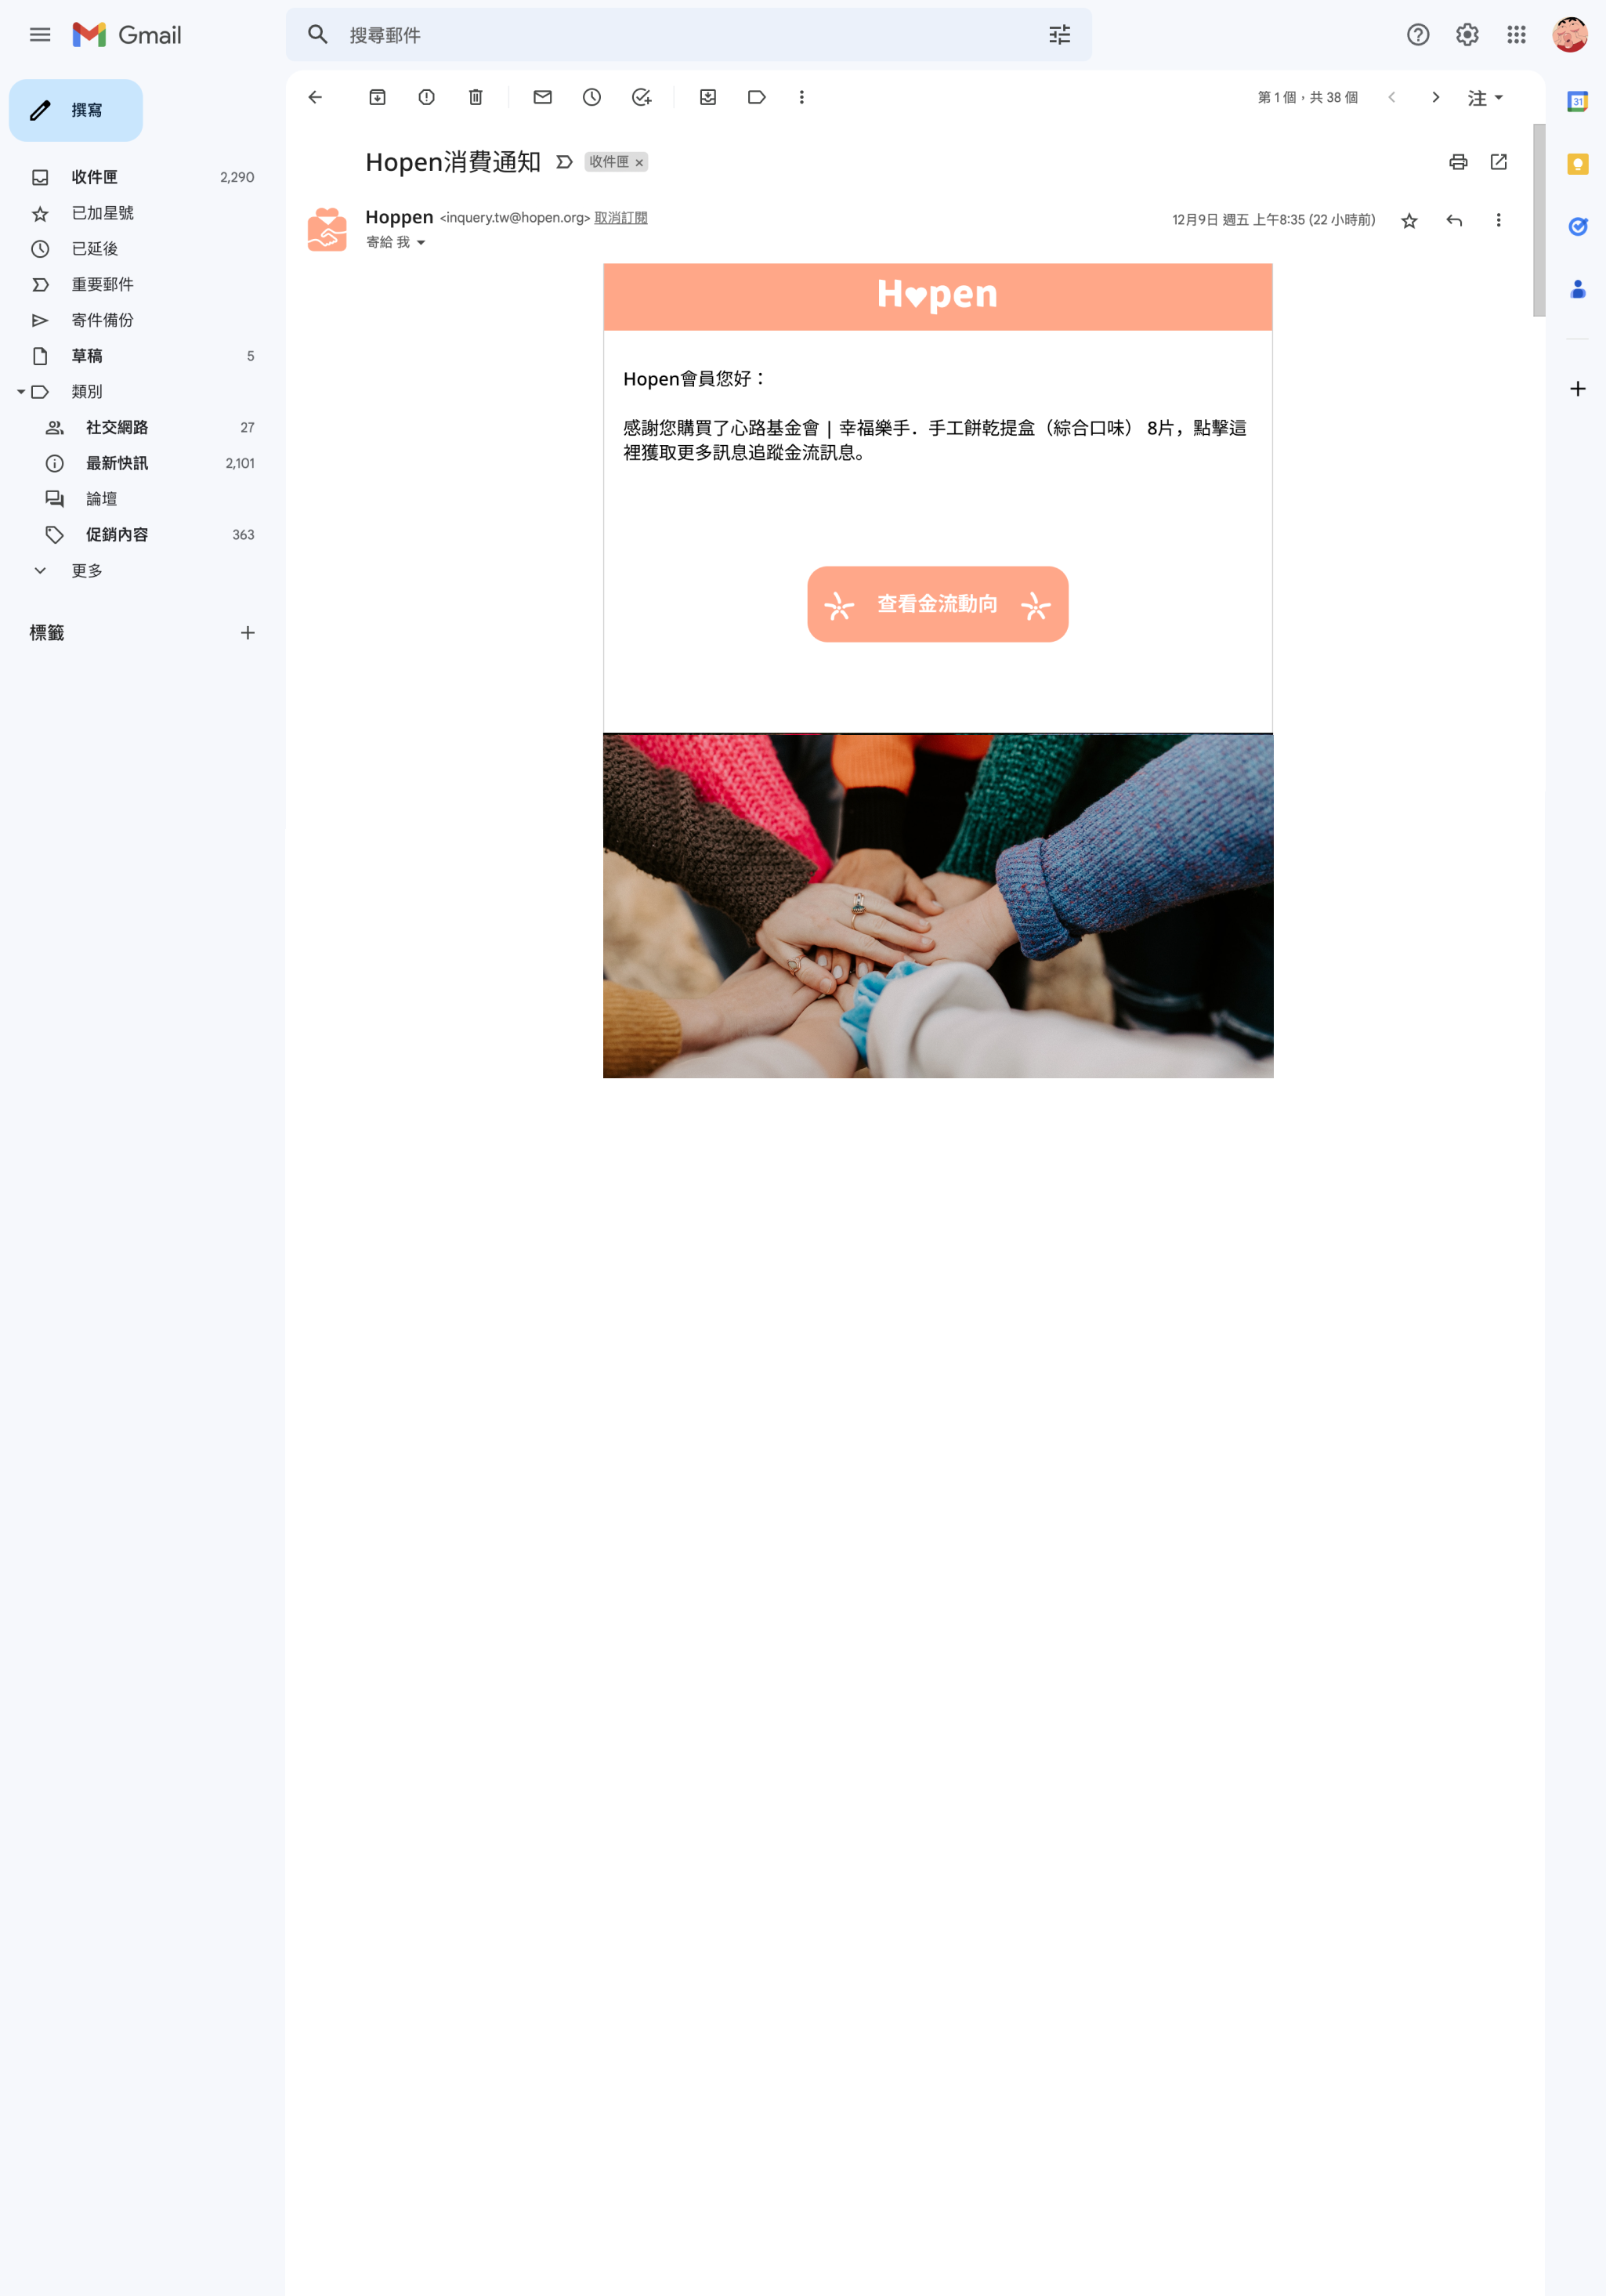 Gmail
搜尋郵件
撰寫
第 1 個，共 38 個
注
收件匣 2,290
已加星號
已延後
重要郵件
寄件備份
草稿 5
類別
社交網路 27
最新快訊 2,101
論壇
促銷內容 363
更多
標籤
Hopen消費通知 收件匣 ×
Hoppen <inquery.tw@hopen.org> 取消訂閱
12月9日 週五 上午8:35 (22 小時前)
寄給 我
31
H♥pen
Hopen會員您好：
感謝您購買了心路基金會 | 幸福樂手．手工餅乾提盒（綜合口味） 8片，點擊這
裡獲取更多訊息追蹤金流訊息。
查看金流動向